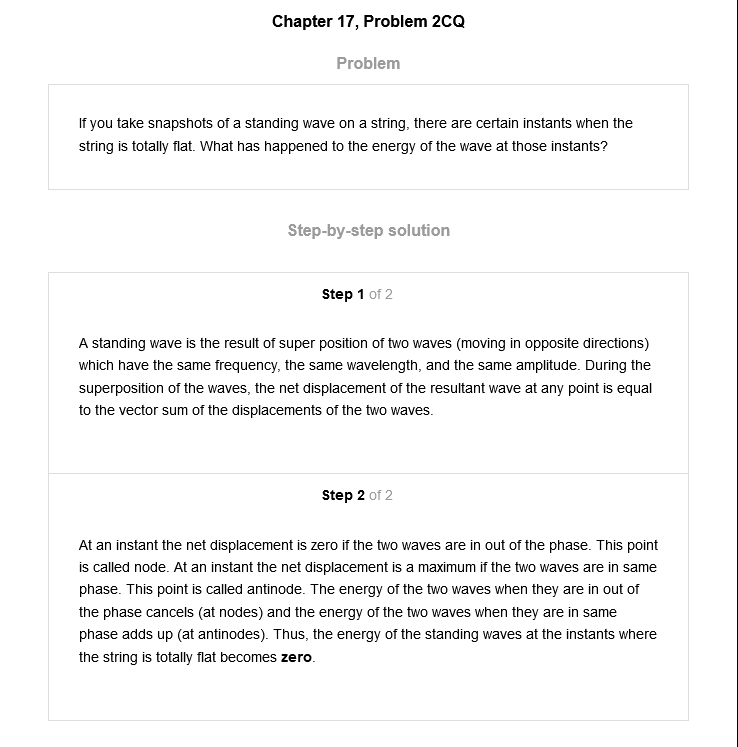 Chapter 17, Problem 2CQ
Problem
If you take snapshots of a standing wave on a string, there are certain instants when the
string is totally flat. What has happened to the energy of the wave at those instants?
Step-by-step solution
Step 1 of 2
A standing wave is the result of super position of two waves (moving in opposite directions)
which have the same frequency, the same wavelength, and the same amplitude. During the
superposition of the waves, the net displacement of the resultant wave at any point is equal
to the vector sum of the displacements of the two waves.
Step 2 of 2
At an instant the net displacement is zero if the two waves are in out of the phase. This point
is called node. At an instant the net displacement is a maximum if the two waves are in same
phase. This point is called antinode. The energy of the two waves when they are in out of
the phase cancels (at nodes) and the energy of the two waves when they are in same
phase adds up (at antinodes). Thus, the energy of the standing waves at the instants where
the string is totally flat becomes zero.